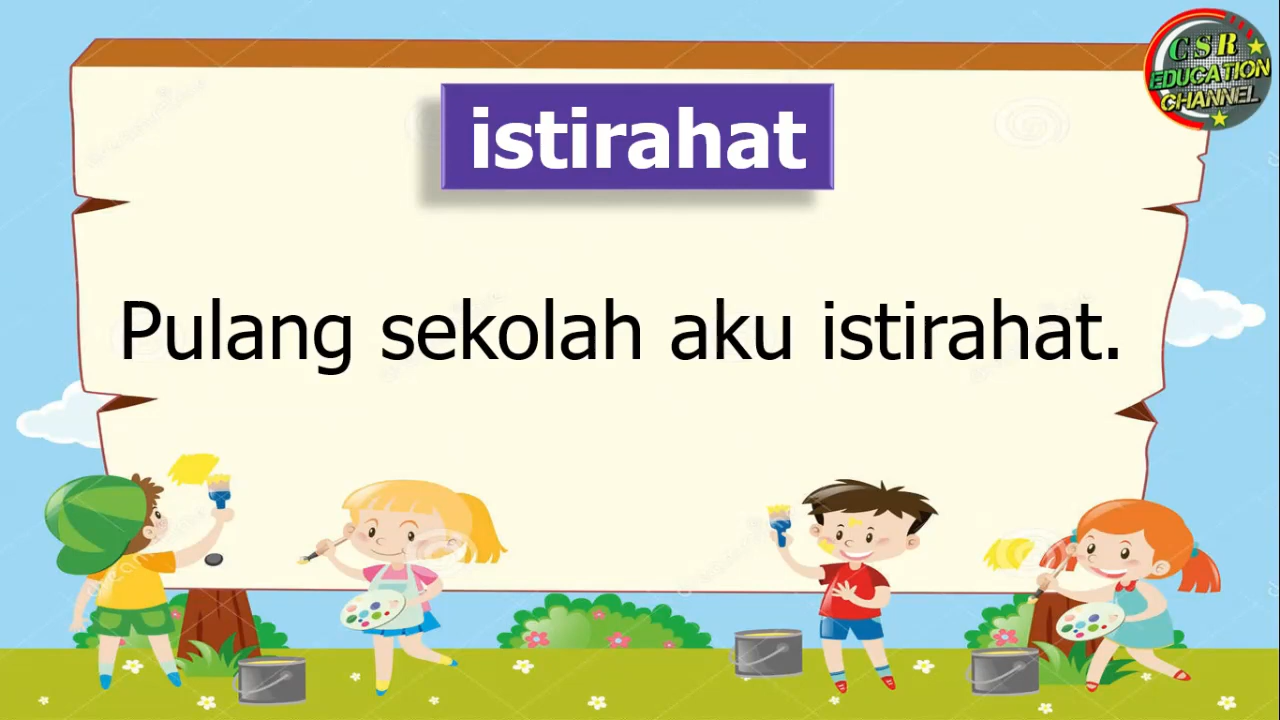 istirahat
Pulang sekolah aku istirahat.
CSR
EDUCATION
CHANNEL